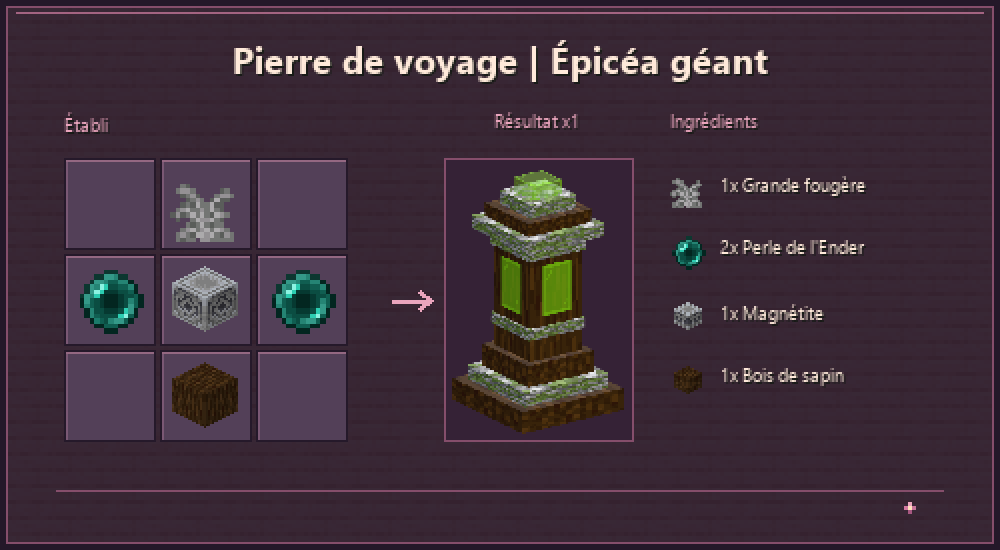 Pierre de voyage | Épicéa géant
Établi
Résultat x1
Ingrédients
1x Grande fougère
2x Perle de l'Ender
1x Magnétite
1x Bois de sapin